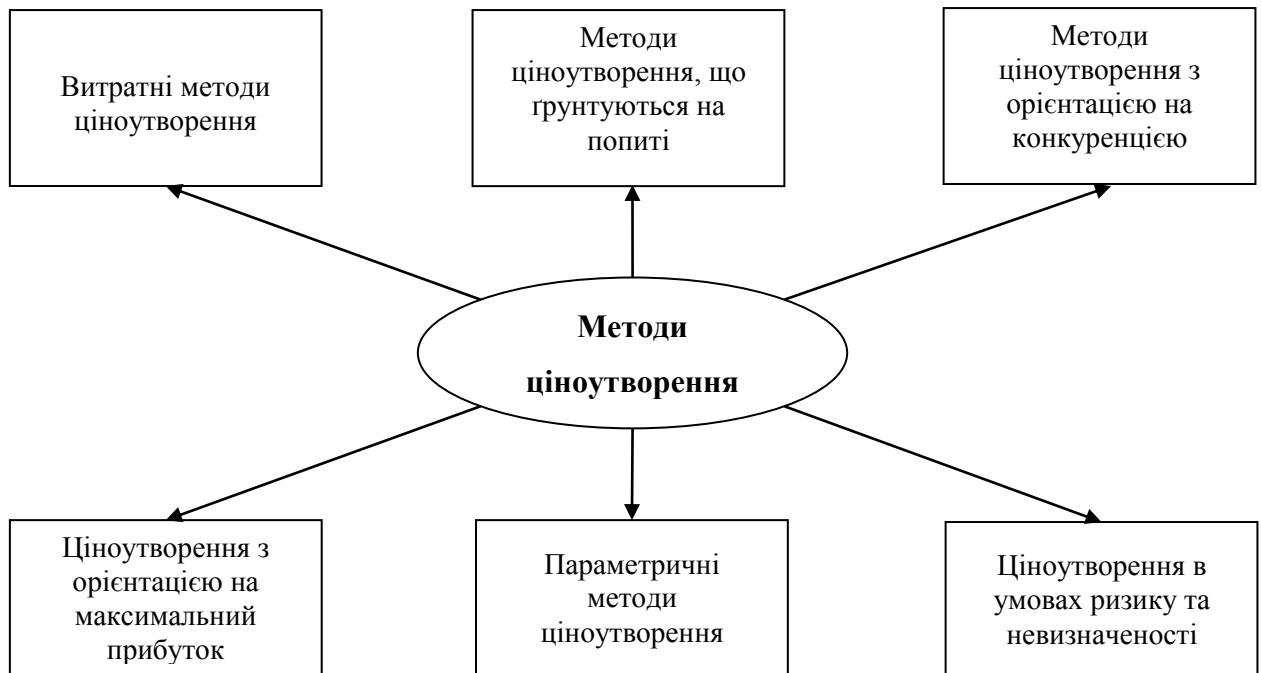 Витратні методи
ціноутворення
Методи
ціноутворення, що
ґрунтуються на
попиті
Методи
ціноутворення з
орієнтацією на
конкуренцією
Методи
ціноутворення
Ціноутворення з
орієнтацією на
максимальний
прибуток
Параметричні
методи
ціноутворення
Ціноутворення в
умовах ризику та
невизначеності